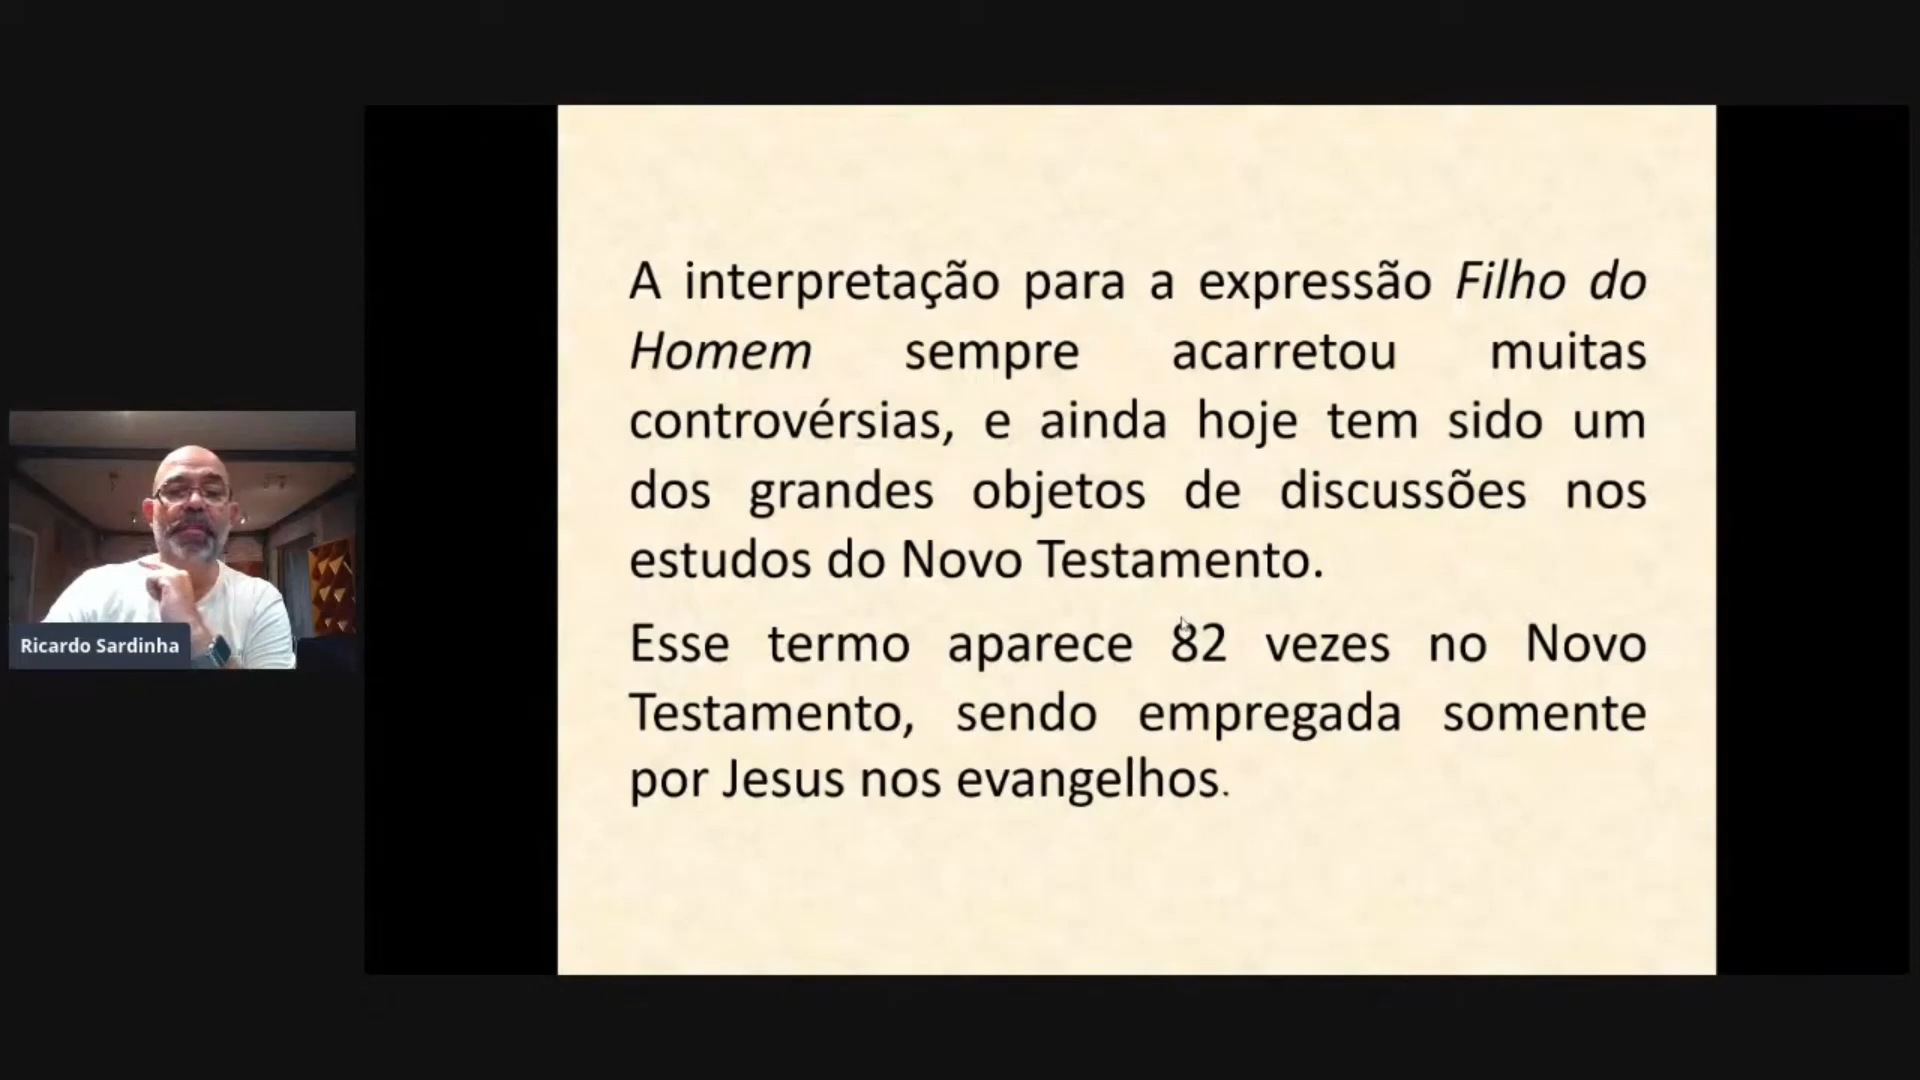 A interpretação para a expressão Filho do
Homem sempre acarretou muitas
controvérsias, e ainda hoje tem sido um
dos grandes objetos de discussões nos
estudos do Novo Testamento.
Esse termo aparece 82 vezes no Novo
Testamento, sendo empregada somente
por Jesus nos evangelhos.
Ricardo Sardinha